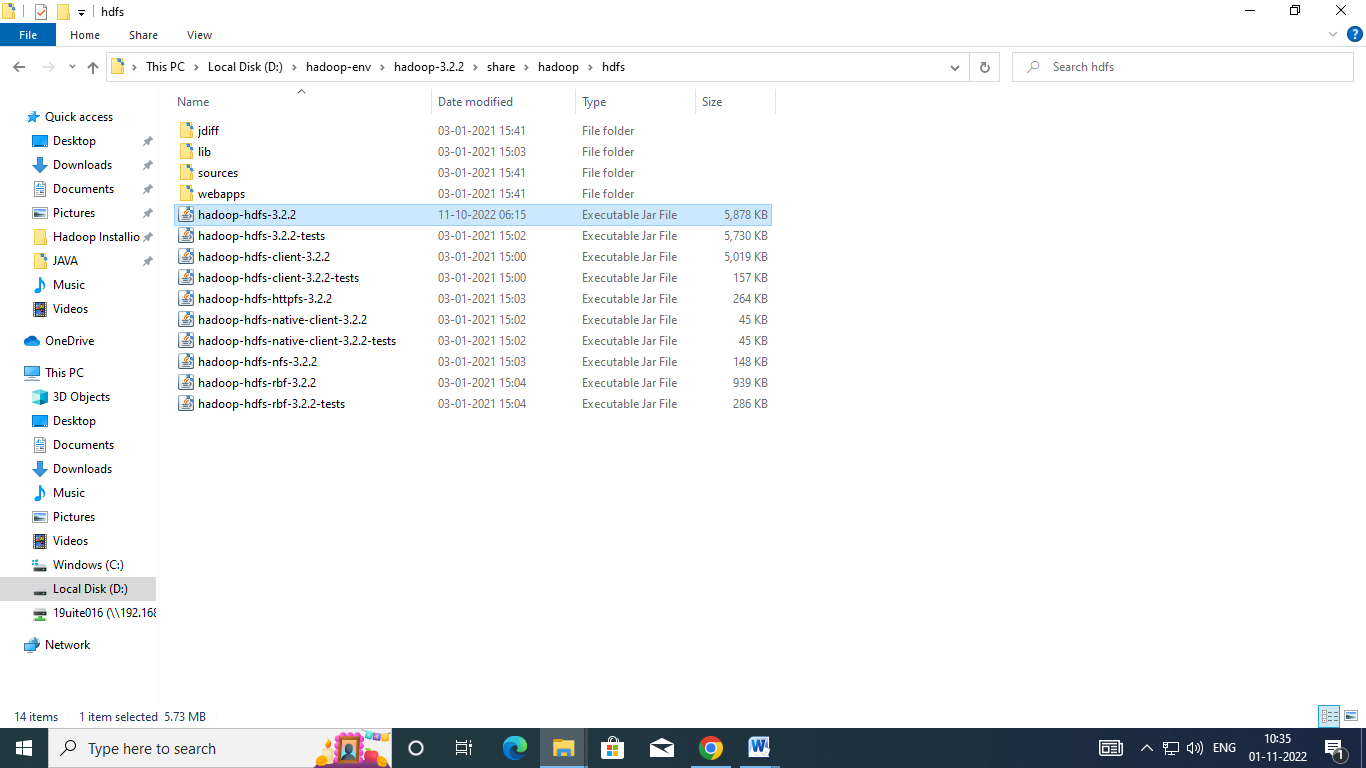 hdfs
File Home Share View
This PC Local Disk (D:) hadoop-env hadoop-3.2.2 share hadoop hdfs
Search hdfs
Name Date modified Type Size
Quick access
Desktop
Downloads
Documents
Pictures
Hadoop Installio
JAVA
Music
Videos
OneDrive
This PC
3D Objects
Desktop
Documents
Downloads
Music
Pictures
Videos
Windows (C:)
Local Disk (D:)
19uite016 (\\192.168
Network
jdiff 03-01-2021 15:41 File folder
lib 03-01-2021 15:03 File folder
sources 03-01-2021 15:41 File folder
webapps 03-01-2021 15:41 File folder
hadoop-hdfs-3.2.2 11-10-2022 06:15 Executable Jar File 5,878 KB
hadoop-hdfs-3.2.2-tests 03-01-2021 15:02 Executable Jar File 5,730 KB
hadoop-hdfs-client-3.2.2 03-01-2021 15:00 Executable Jar File 5,019 KB
hadoop-hdfs-client-3.2.2-tests 03-01-2021 15:00 Executable Jar File 157 KB
hadoop-hdfs-httpfs-3.2.2 03-01-2021 15:03 Executable Jar File 264 KB
hadoop-hdfs-native-client-3.2.2 03-01-2021 15:02 Executable Jar File 45 KB
hadoop-hdfs-native-client-3.2.2-tests 03-01-2021 15:02 Executable Jar File 45 KB
hadoop-hdfs-nfs-3.2.2 03-01-2021 15:03 Executable Jar File 148 KB
hadoop-hdfs-rbf-3.2.2 03-01-2021 15:04 Executable Jar File 939 KB
hadoop-hdfs-rbf-3.2.2-tests 03-01-2021 15:04 Executable Jar File 286 KB
14 items 1 item selected 5.73 MB
Type here to search
ENG
10:35
01-11-2022
1